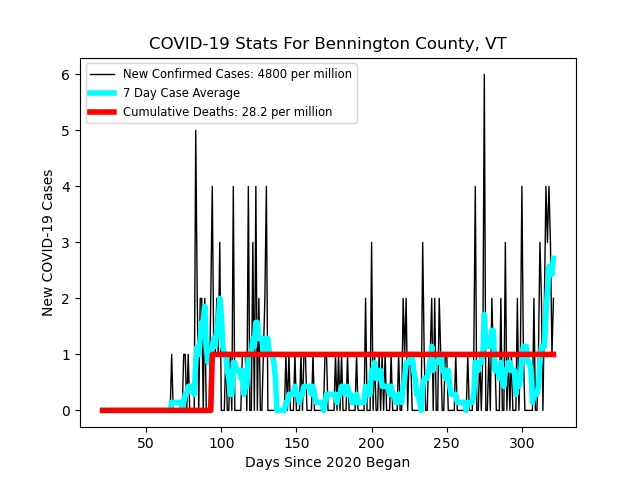 COVID-19 Stats For Bennington County, VT
New Confirmed Cases: 4800 per million
7 Day Case Average
Cumulative Deaths: 28.2 per million
New COVID-19 Cases
6
5
4
3
2
1
0
50 100 150 200 250 300
Days Since 2020 Began